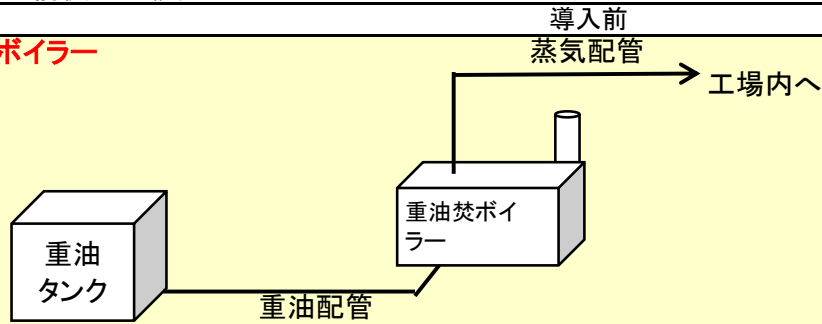 導入前
ボイラー
蒸気配管
工場内へ
重油焚ボイ
ラー
重油
タンク
重油配管